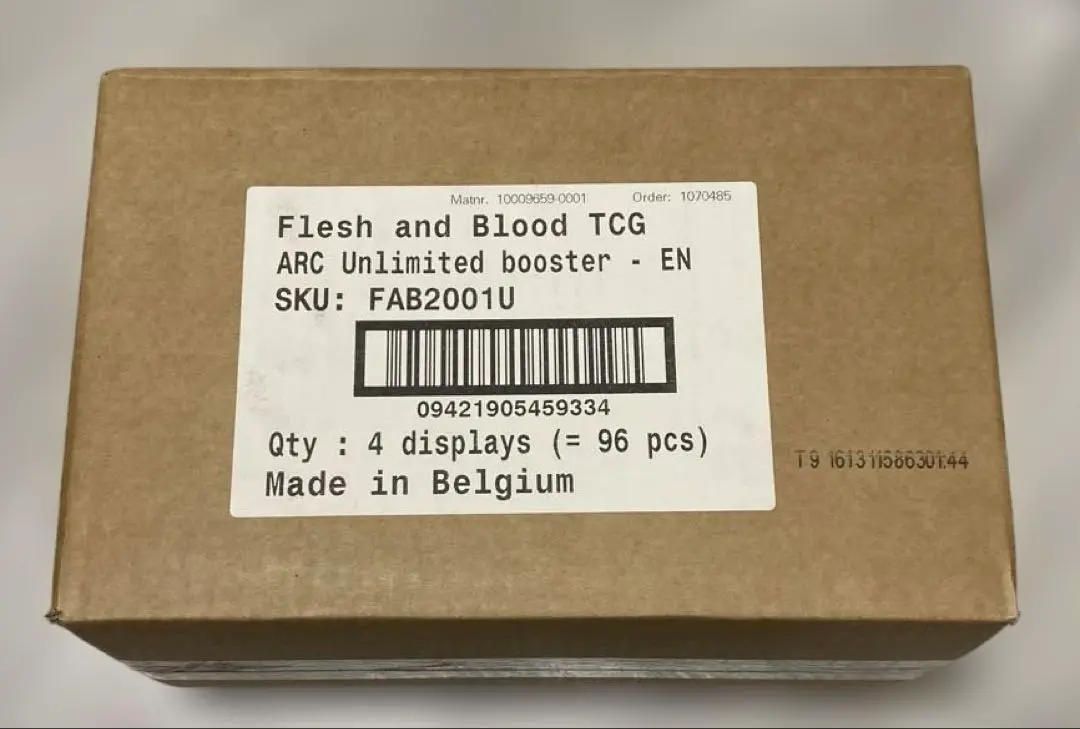 Matnr. 10009659-0001 Order: 1070485
Flesh and Blood TCG
ARC Unlimited booster - EN
SKU: FAB2001U
09421905459334
Qty : 4 displays (= 96 pcs)
Made in Belgium
T9